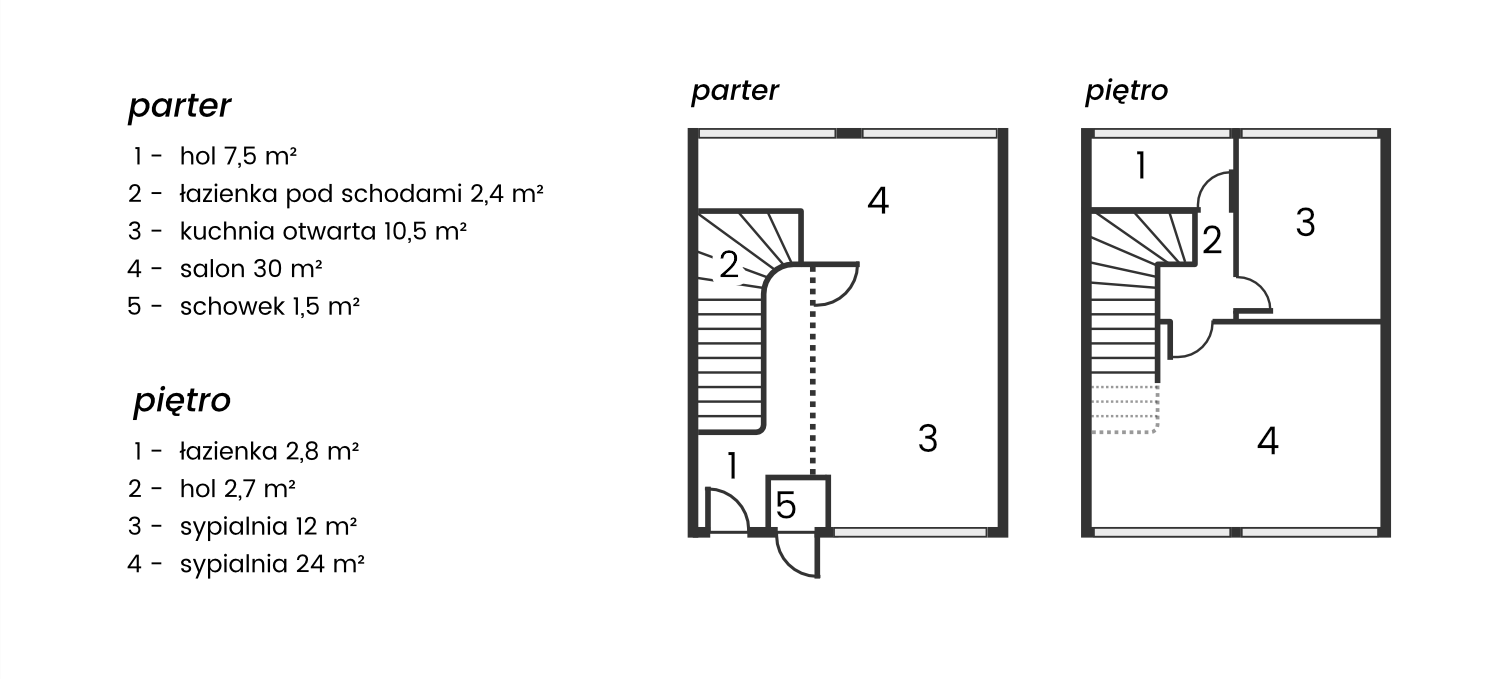 parter
1 - hol 7,5 m²
2 - łazienka pod schodami 2,4 m²
3 - kuchnia otwarta 10,5 m²
4 - salon 30 m²
5 - schowek 1,5 m²
piętro
1 - łazienka 2,8 m²
2 - hol 2,7 m²
3 - sypialnia 12 m²
4 - sypialnia 24 m²
parter
4
2
3
1
5
piętro
1
3
2
4